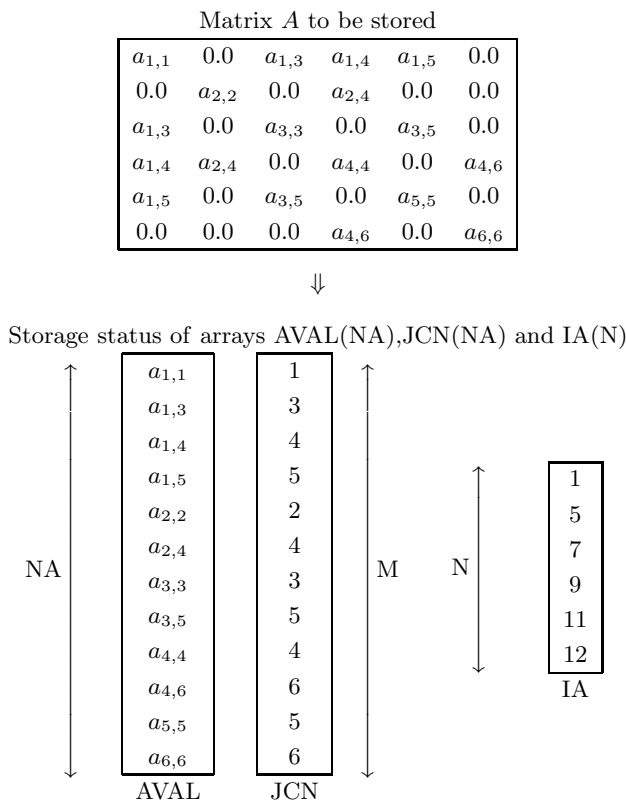 Matrix A to be stored
a1,1 0.0 a1,3 a1,4 a1,5 0.0
0.0 a2,2 0.0 a2,4 0.0 0.0
a1,3 0.0 a3,3 0.0 a3,5 0.0
a1,4 a2,4 0.0 a4,4 0.0 a4,6
a1,5 0.0 a3,5 0.0 a5,5 0.0
0.0 0.0 0.0 a4,6 0.0 a6,6
⇓
Storage status of arrays AVAL(NA),JCN(NA) and IA(N)
a1,1 1
a1,3 3
a1,4 4
a1,5 5 1
a2,2 2 5
a2,4 4 7
NA a3,3 3 M N 9
a3,5 5 11
a4,4 4 12
a4,6 6 IA
a5,5 5
a6,6 6
AVAL JCN